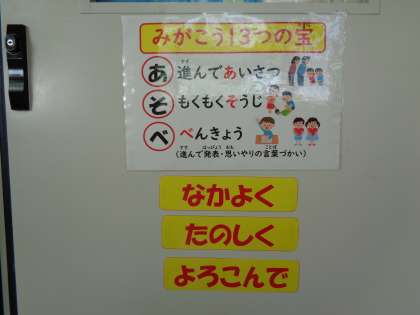 みがこう！3つの宝
あ 進んであいさつ
そ もくもくそうじ
べ べんきょう
(進んで発表・思いやりの言葉づかい)
なかよく
たのしく
よろこんで